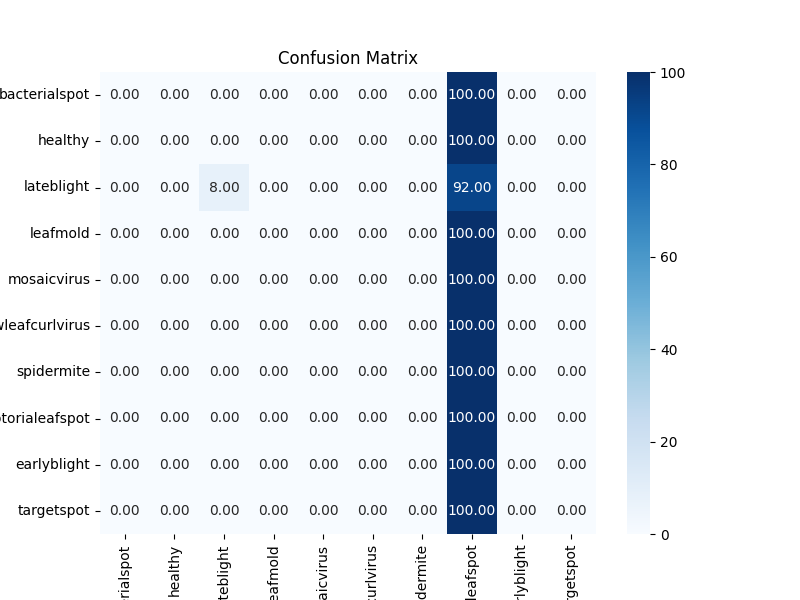 Confusion Matrix
bacterialspot 0.00 0.00 0.00 0.00 0.00 0.00 0.00 100.00 0.00 0.00
healthy 0.00 0.00 0.00 0.00 0.00 0.00 0.00 100.00 0.00 0.00
lateblight 0.00 0.00 8.00 0.00 0.00 0.00 0.00 92.00 0.00 0.00
leafmold 0.00 0.00 0.00 0.00 0.00 0.00 0.00 100.00 0.00 0.00
mosaicvirus 0.00 0.00 0.00 0.00 0.00 0.00 0.00 100.00 0.00 0.00
wleafcurlvirus 0.00 0.00 0.00 0.00 0.00 0.00 0.00 100.00 0.00 0.00
spidermite 0.00 0.00 0.00 0.00 0.00 0.00 0.00 100.00 0.00 0.00
torialeafspot 0.00 0.00 0.00 0.00 0.00 0.00 0.00 100.00 0.00 0.00
earlyblight 0.00 0.00 0.00 0.00 0.00 0.00 0.00 100.00 0.00 0.00
targetspot 0.00 0.00 0.00 0.00 0.00 0.00 0.00 100.00 0.00 0.00
rialspot
healthy
teblight
eafmold
aicvirus
curlvirus
dermite
leafspot
rlyblight
rgetspot
100
80
60
40
20
0